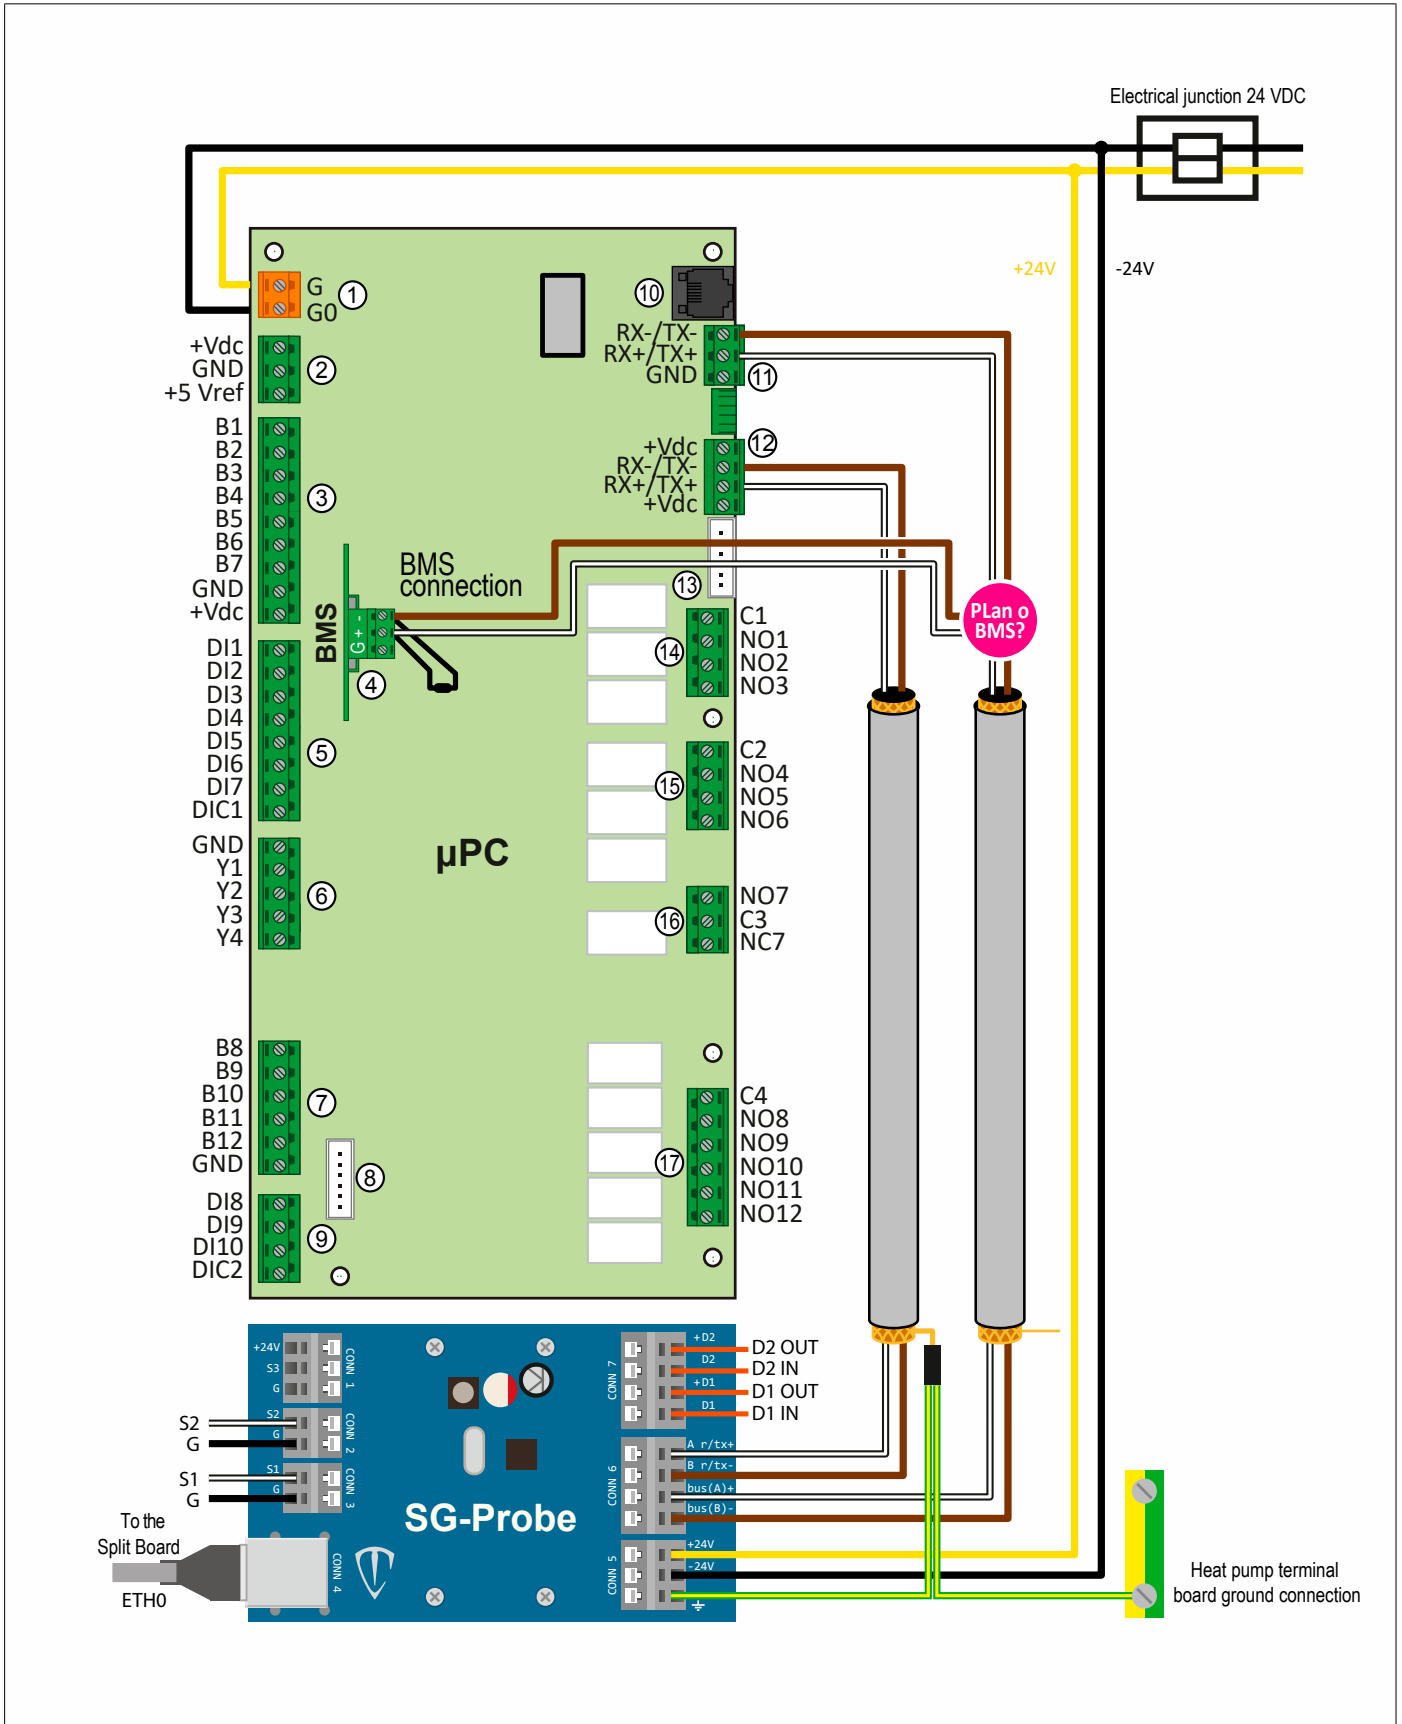 Electrical junction 24 VDC
+24V
-24V
G
G0
1
+Vdc
GND
+5 Vref
2
B1
B2
B3
B4
B5
B6
B7
GND
+Vdc
3
BMS
G + -
BMS
connection
4
DI1
DI2
DI3
DI4
DI5
DI6
DI7
DIC1
5
GND
Y1
Y2
Y3
Y4
6
µPC
B8
B9
B10
B11
B12
GND
7
8
DI8
DI9
DI10
DIC2
9
10
RX-/TX-
RX+/TX+
GND
11
12
+Vdc
RX-/TX-
RX+/TX+
+Vdc
13
PLan o
BMS?
C1
NO1
NO2
NO3
14
C2
NO4
NO5
NO6
15
NO7
C3
NC7
16
C4
NO8
NO9
NO10
NO11
NO12
17
+24V
S3
G
CONN 1
S2
G
S2
G
CONN 2
S1
G
S1
G
CONN 3
To the
Split Board
ETH0
CONN 4
SG-Probe
CONN 7
+D2
D2
+D1
D1
D2 OUT
D2 IN
D1 OUT
D1 IN
CONN 6
A r/tx+
B r/tx-
bus(A)+
bus(B)-
CONN 5
+24V
-24V
Heat pump terminal
board ground connection